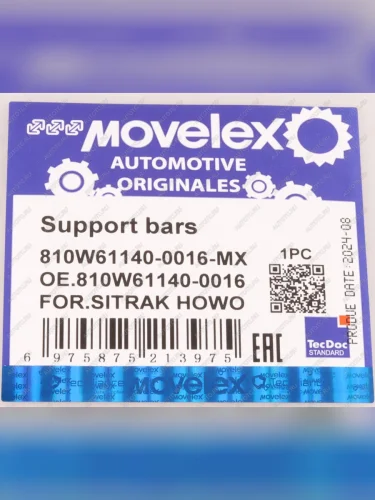 MOVELEX
AUTOMOTIVE
ORIGINALES
Support bars
810W61140-0016-MX
OE.810W61140-0016
FOR.SITRAK HOWO
1PC
PRODUE DATE:2024-08
6 975875 213975
EAC
TecDoc
STANDARD
MOVELEX